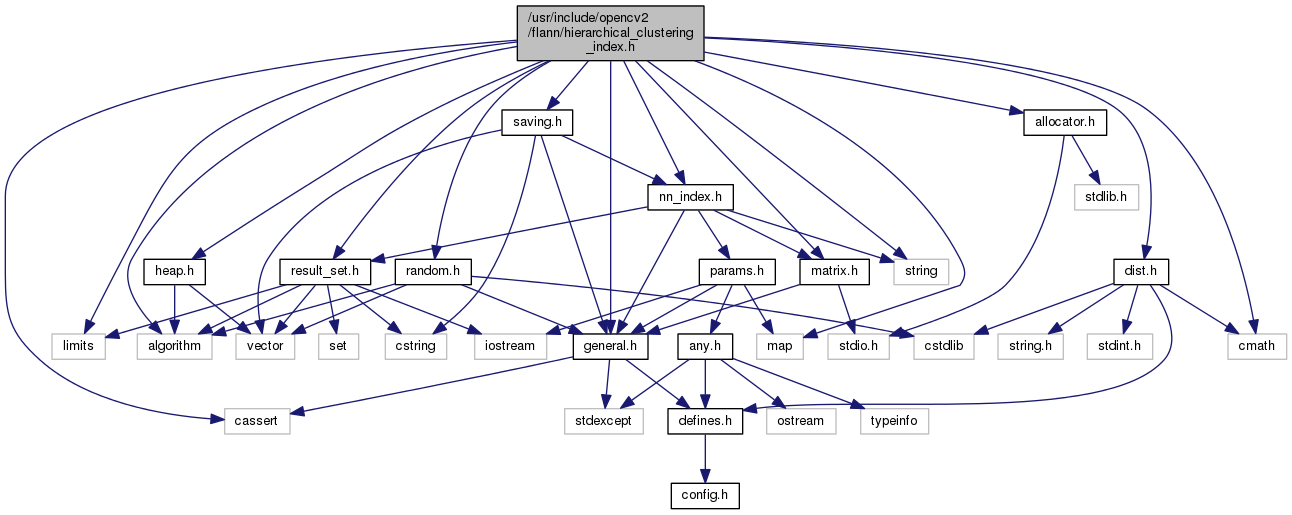 /usr/include/opencv2
/flann/hierarchical_clustering
_index.h
saving.h
allocator.h
nn_index.h
stdlib.h
heap.h
result_set.h
random.h
params.h
matrix.h
string
dist.h
limits
algorithm
vector
set
cstring
iostream
general.h
any.h
map
stdio.h
cstdlib
string.h
stdint.h
cmath
cassert
stdexcept
defines.h
ostream
typeinfo
config.h